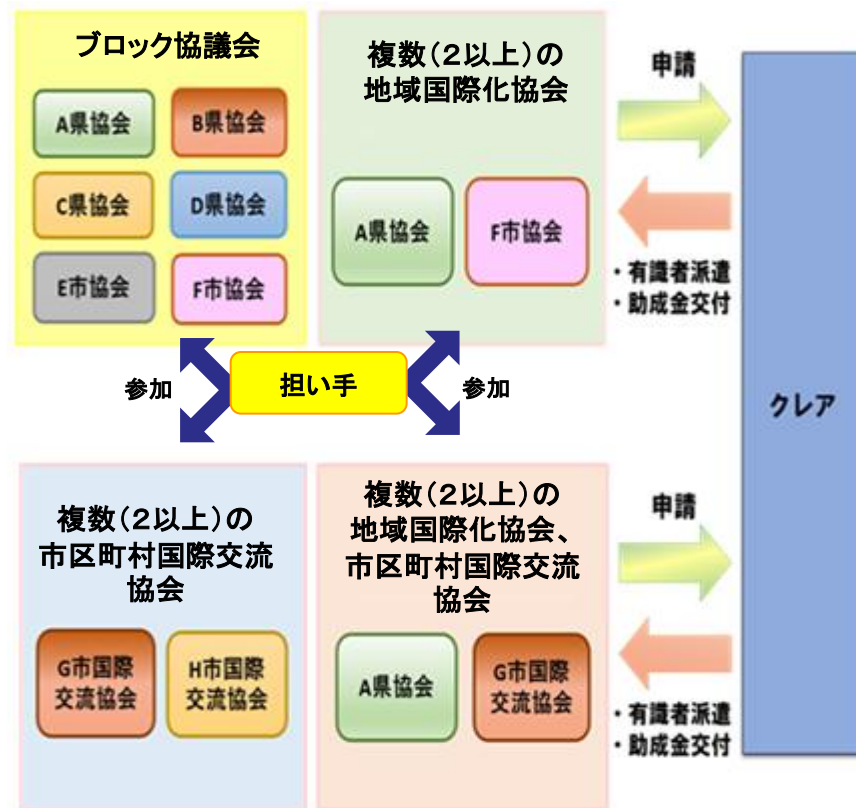 ブロック協議会
A県協会
B県協会
C県協会
D県協会
E市協会
F市協会
複数(2以上)の
地域国際化協会
A県協会
F市協会
申請
・有識者派遣
・助成金交付
クレア
参加
担い手
参加
複数(2以上)の
市区町村国際交流
協会
G市国際
交流協会
H市国際
交流協会
複数(2以上)の
地域国際化協会、
市区町村国際交流
協会
A県協会
G市国際
交流協会
申請
・有識者派遣
・助成金交付